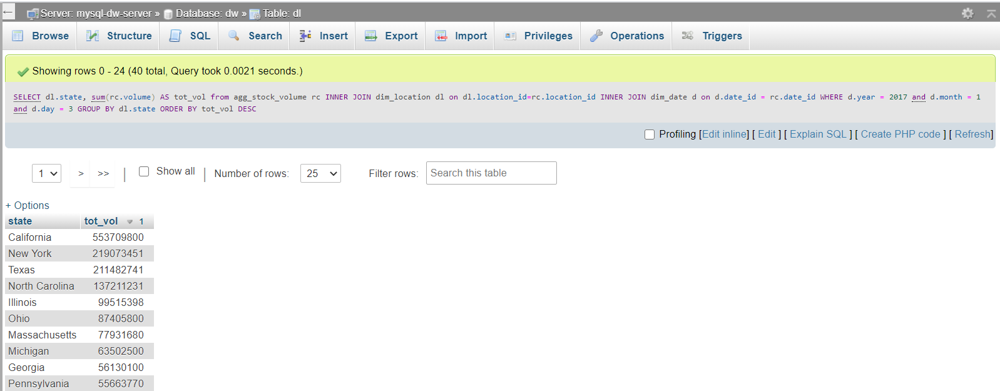 ← Server: mysql-dw-server » Database: dw » Table: dl
Browse Structure SQL Search Insert Export Import Privileges Operations Triggers
Showing rows 0 - 24 (40 total, Query took 0.0021 seconds.)
SELECT dl.state, sum(rc.volume) AS tot_vol from agg_stock_volume rc INNER JOIN dim_location dl on dl.location_id=rc.location_id INNER JOIN dim_date d on d.date_id = rc.date_id WHERE d.year = 2017 and d.month = 1
and d.day = 3 GROUP BY dl.state ORDER BY tot_vol DESC
Profiling [Edit inline] [ Edit ] [ Explain SQL ] [ Create PHP code ] [ Refresh]
1 > >> | Show all | Number of rows: 25 Filter rows: Search this table
+ Options
state tot_vol 1
California 553709800
New York 219073451
Texas 211482741
North Carolina 137211231
Illinois 99515398
Ohio 87405800
Massachusetts 77931680
Michigan 63502500
Georgia 56130100
Pennsylvania 55663770